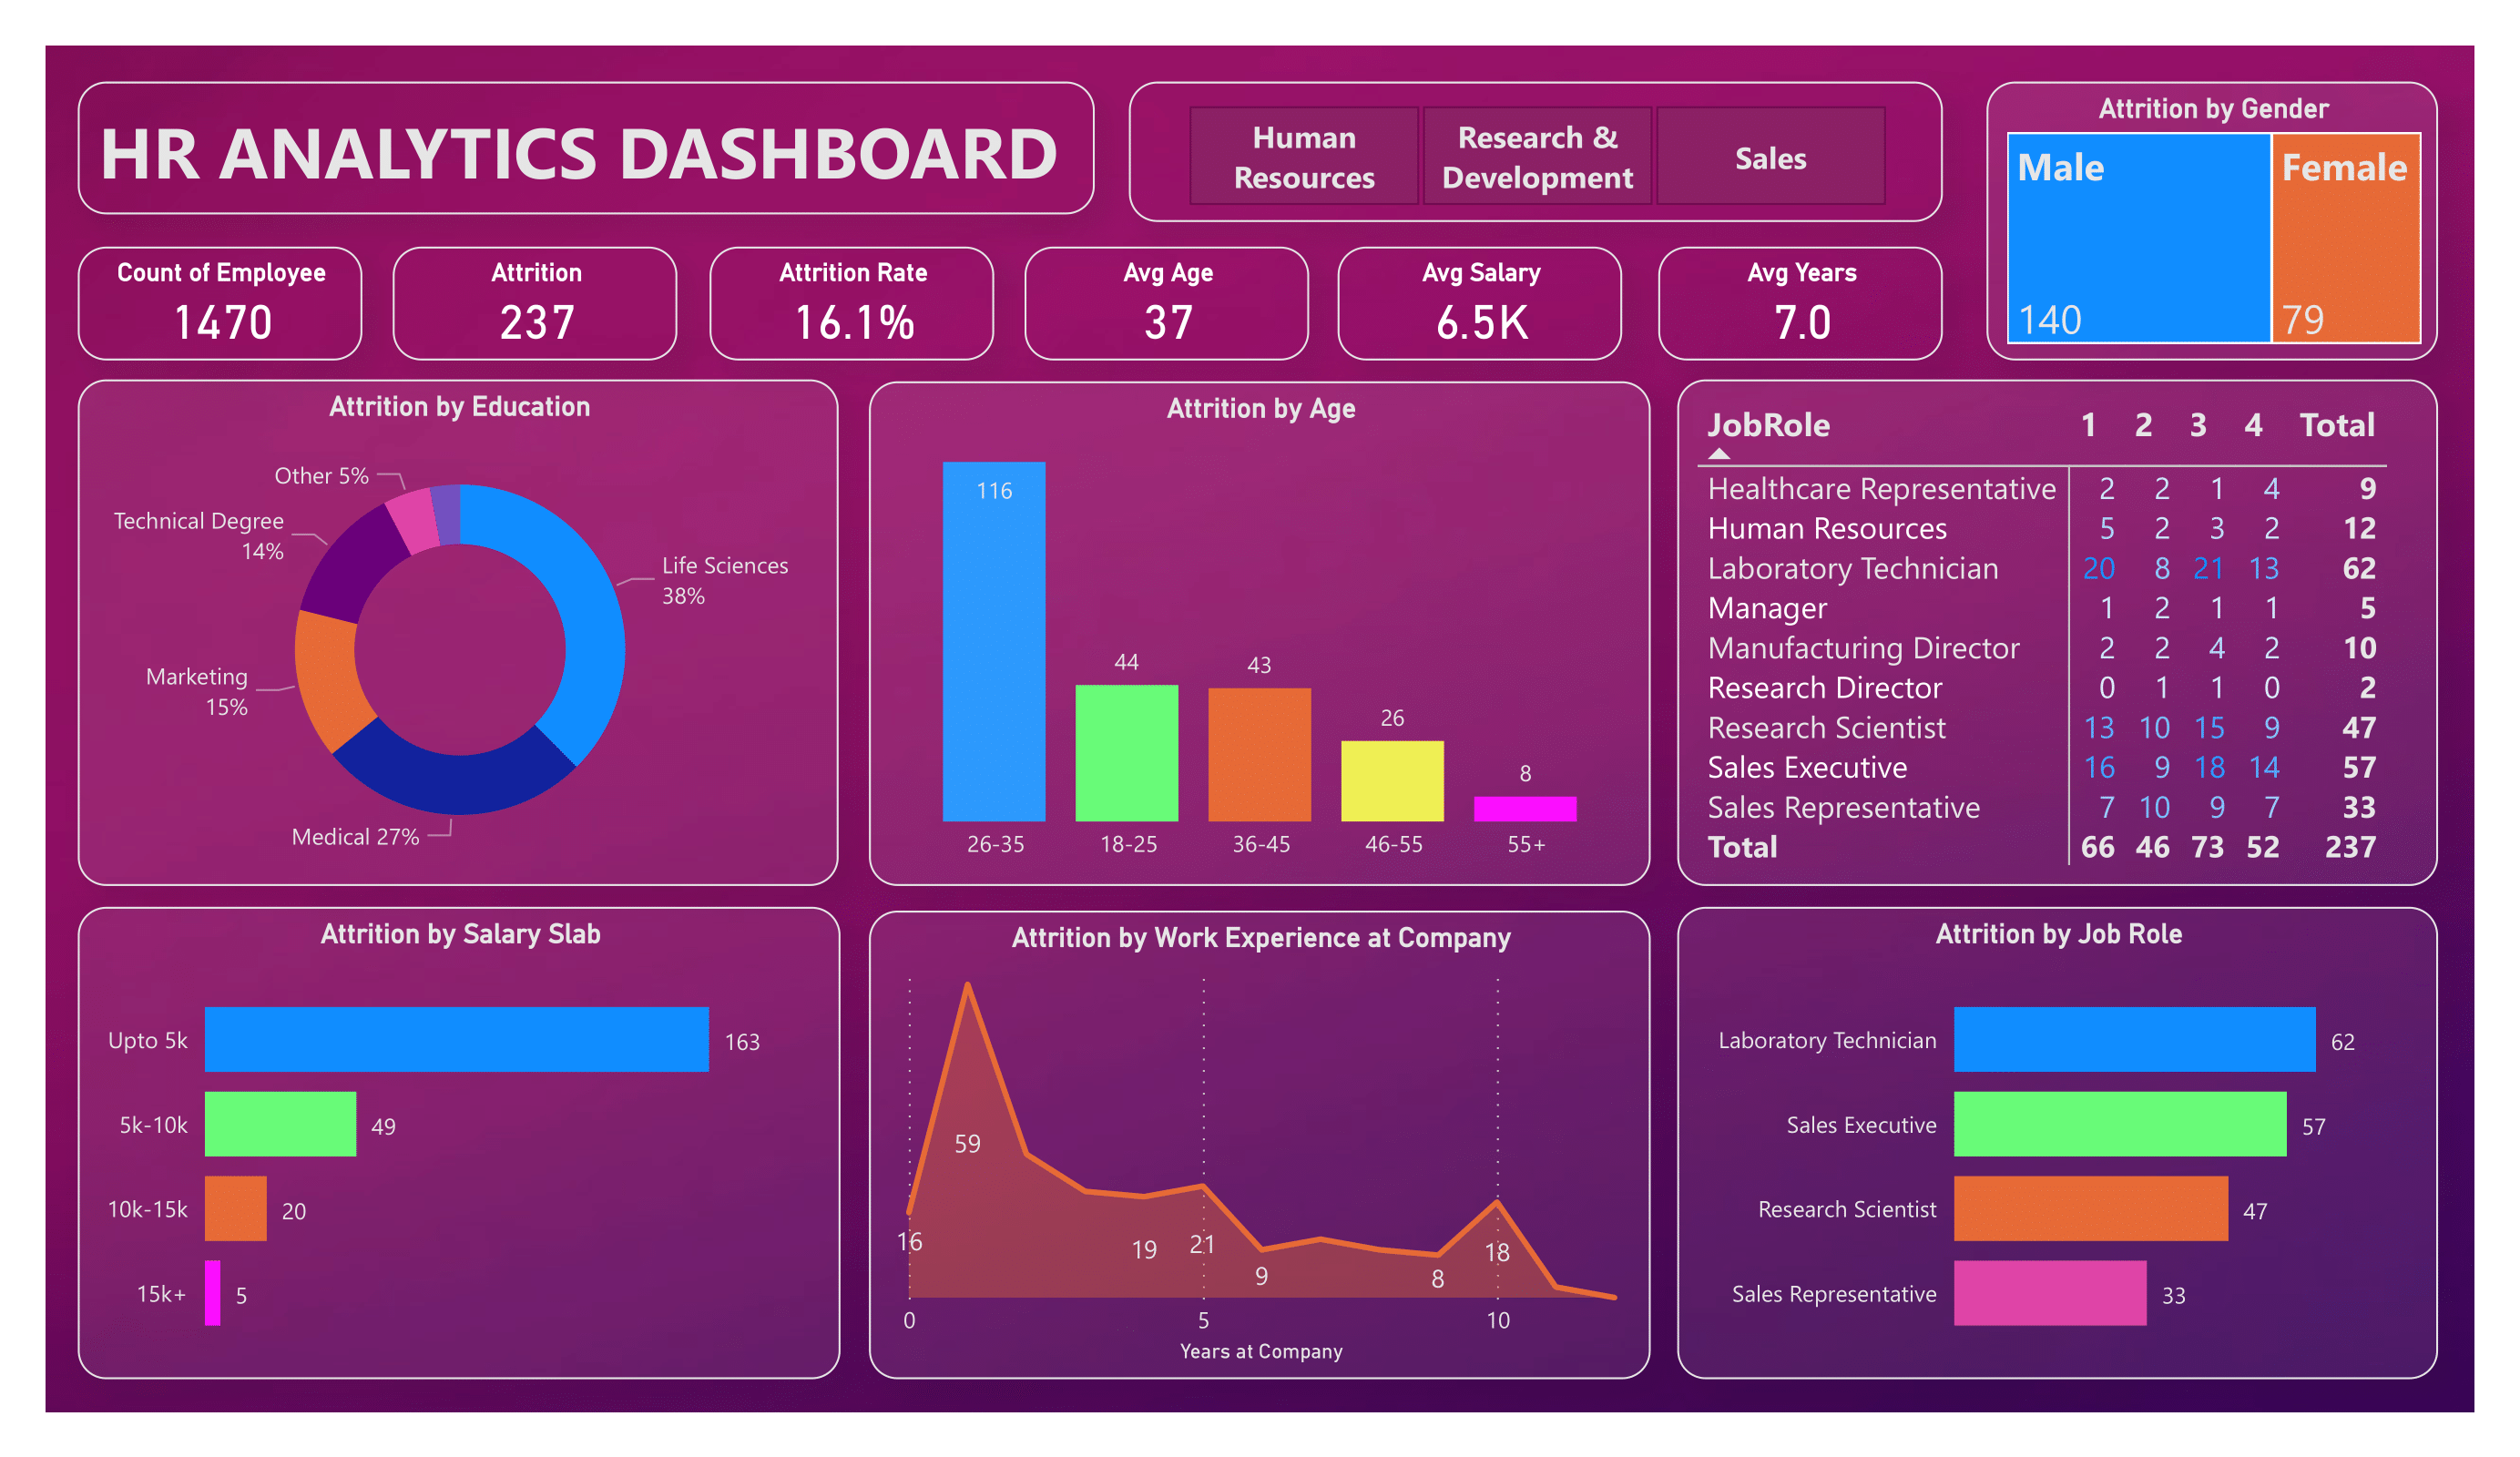 HR ANALYTICS DASHBOARD
Human
Resources
Research &
Development
Sales
Attrition by Gender
Male
Female
140
79
Count of Employee
1470
Attrition
237
Attrition Rate
16.1%
Avg Age
37
Avg Salary
6.5K
Avg Years
7.0
Attrition by Education
Other 5%
Technical Degree
14%
Life Sciences
38%
Marketing
15%
Medical 27%
Attrition by Age
116
44
43
26
8
26-35 18-25 36-45 46-55 55+
JobRole 1 2 3 4 Total
Healthcare Representative 2 2 1 4 9
Human Resources 5 2 3 2 12
Laboratory Technician 20 8 21 13 62
Manager 1 2 1 1 5
Manufacturing Director 2 2 4 2 10
Research Director 0 1 1 0 2
Research Scientist 13 10 15 9 47
Sales Executive 16 9 18 14 57
Sales Representative 7 10 9 7 33
Total 66 46 73 52 237
Attrition by Salary Slab
Upto 5k 163
5k-10k 49
10k-15k 20
15k+ 5
Attrition by Work Experience at Company
59
16
19
21
9
8
18
0 5 10
Years at Company
Attrition by Job Role
Laboratory Technician 62
Sales Executive 57
Research Scientist 47
Sales Representative 33